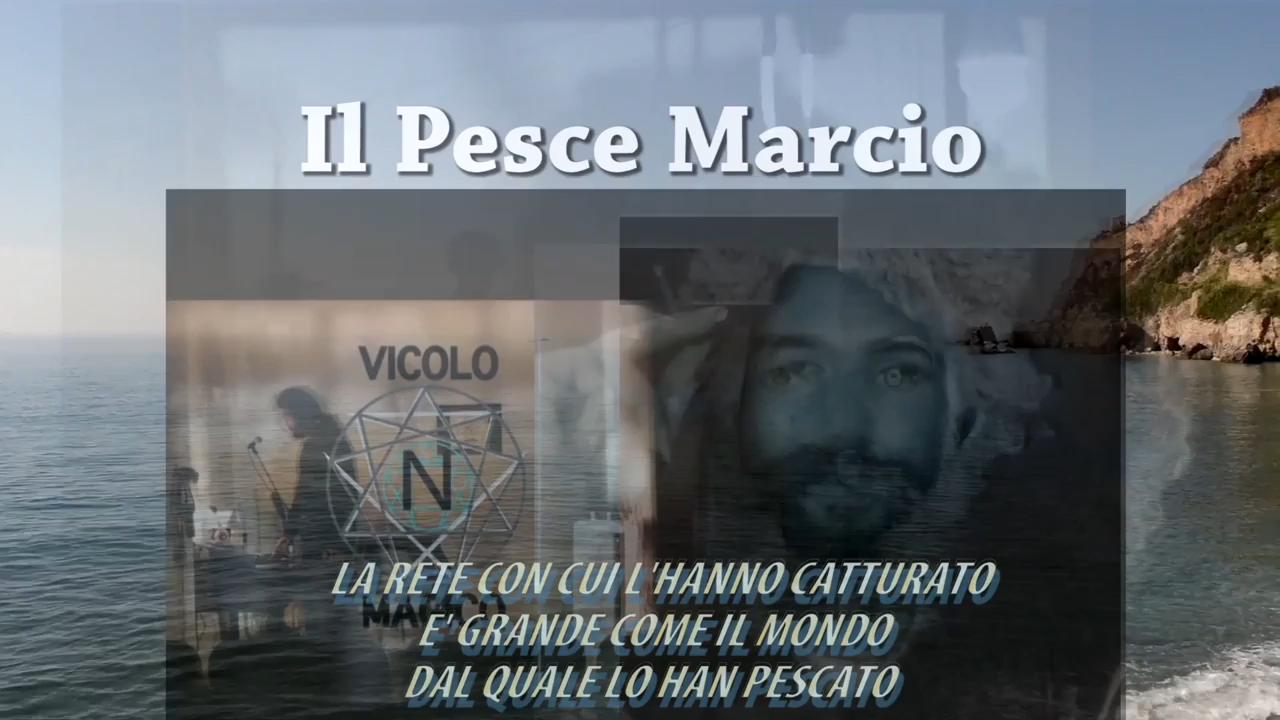 Il Pesce Marcio
VICOLO
N
MAGICO
LA RETE CON CUI L'HANNO CATTURATO
E' GRANDE COME IL MONDO
DAL QUALE LO HAN PESCATO